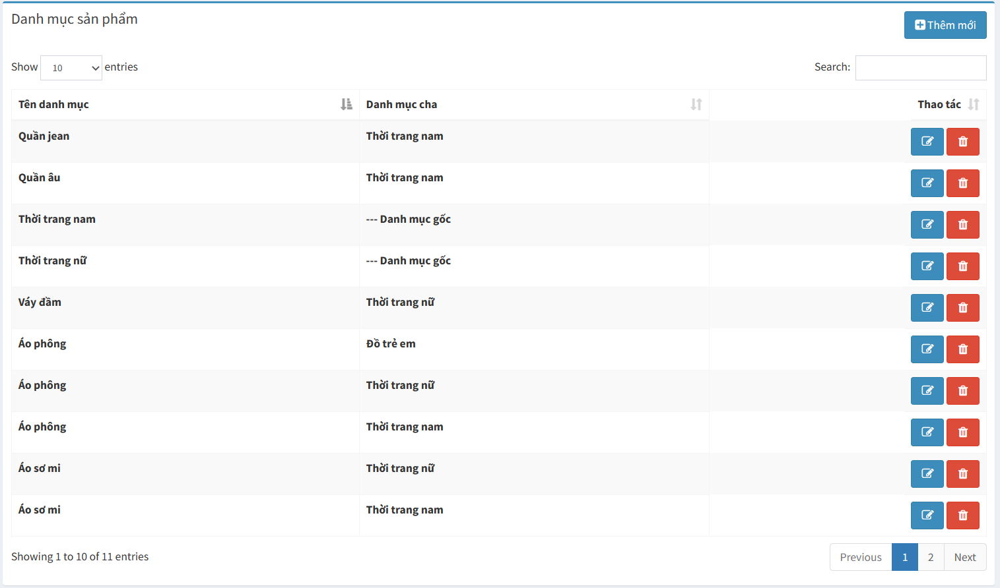 Danh mục sản phẩm
Thêm mới
Show 10 entries
Search:
Tên danh mục Danh mục cha Thao tác
Quần jean Thời trang nam
Quần âu Thời trang nam
Thời trang nam --- Danh mục gốc
Thời trang nữ --- Danh mục gốc
Váy đầm Thời trang nữ
Áo phông Đồ trẻ em
Áo phông Thời trang nữ
Áo phông Thời trang nam
Áo sơ mi Thời trang nữ
Áo sơ mi Thời trang nam
Showing 1 to 10 of 11 entries
Previous 1 2 Next